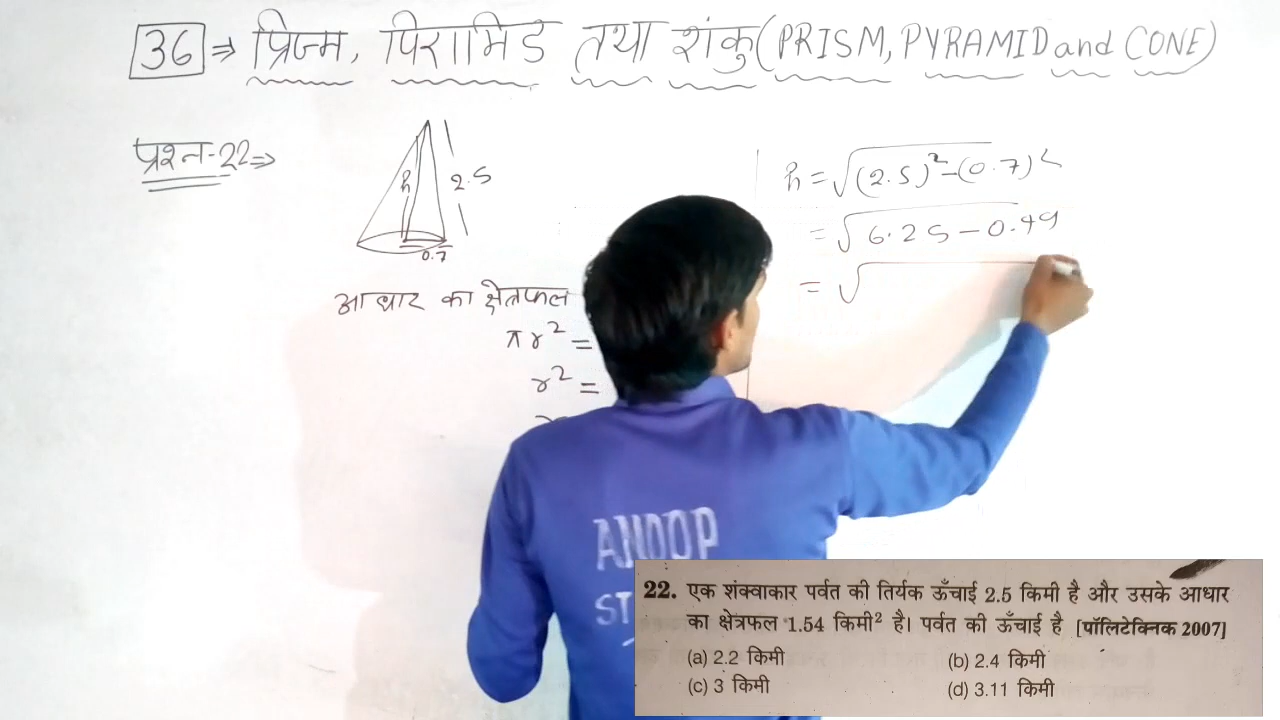 36 ⇒ प्रिज्म, पिरामिड तथा शंकु (PRISM, PYRAMID and CONE)
प्रश्न-22⇒
h
2.5
0.7
आधार का क्षेत्रफल
πr² =
r² =
h = √(2.5)²-(0.7)²
= √6.25-0.49
= √
ANOOP
ST
22. एक शंक्वाकार पर्वत की तिर्यक ऊँचाई 2.5 किमी है और उसके आधार
का क्षेत्रफल 1.54 किमी² है। पर्वत की ऊँचाई है [पॉलिटेक्निक 2007]
(a) 2.2 किमी (b) 2.4 किमी
(c) 3 किमी (d) 3.11 किमी